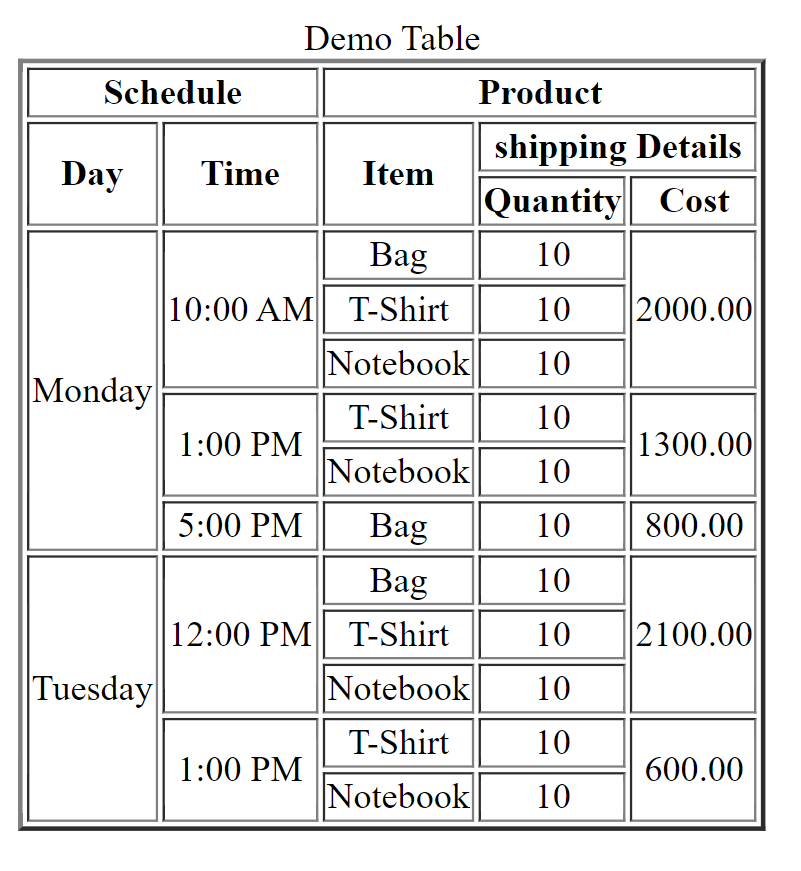 Demo Table
Schedule Product
Day Time Item shipping Details
Quantity Cost
Monday 10:00 AM Bag 10 2000.00
T-Shirt 10
Notebook 10
1:00 PM T-Shirt 10 1300.00
Notebook 10
5:00 PM Bag 10 800.00
Tuesday 12:00 PM Bag 10 2100.00
T-Shirt 10
Notebook 10
1:00 PM T-Shirt 10 600.00
Notebook 10